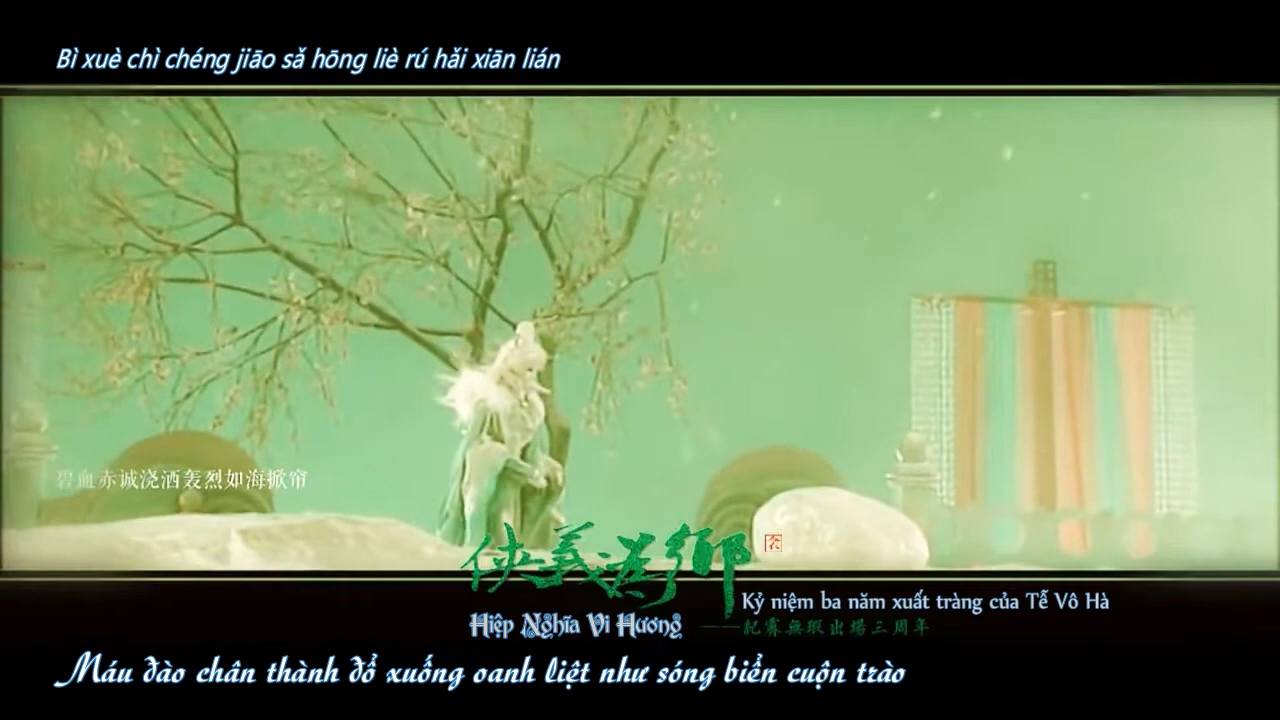 Bì xuè chì chéng jiāo sǎ hōng liè rú hǎi xiān lián
碧血赤诚浇洒轰烈如海掀帘
侠義為鄉
Kỷ niệm ba năm xuất tràng của Tễ Vô Hà
Hiệp Nghĩa Vi Hương
——紀霽無瑕出場三周年
Máu đào chân thành đổ xuống oanh liệt như sóng biển cuộn trào